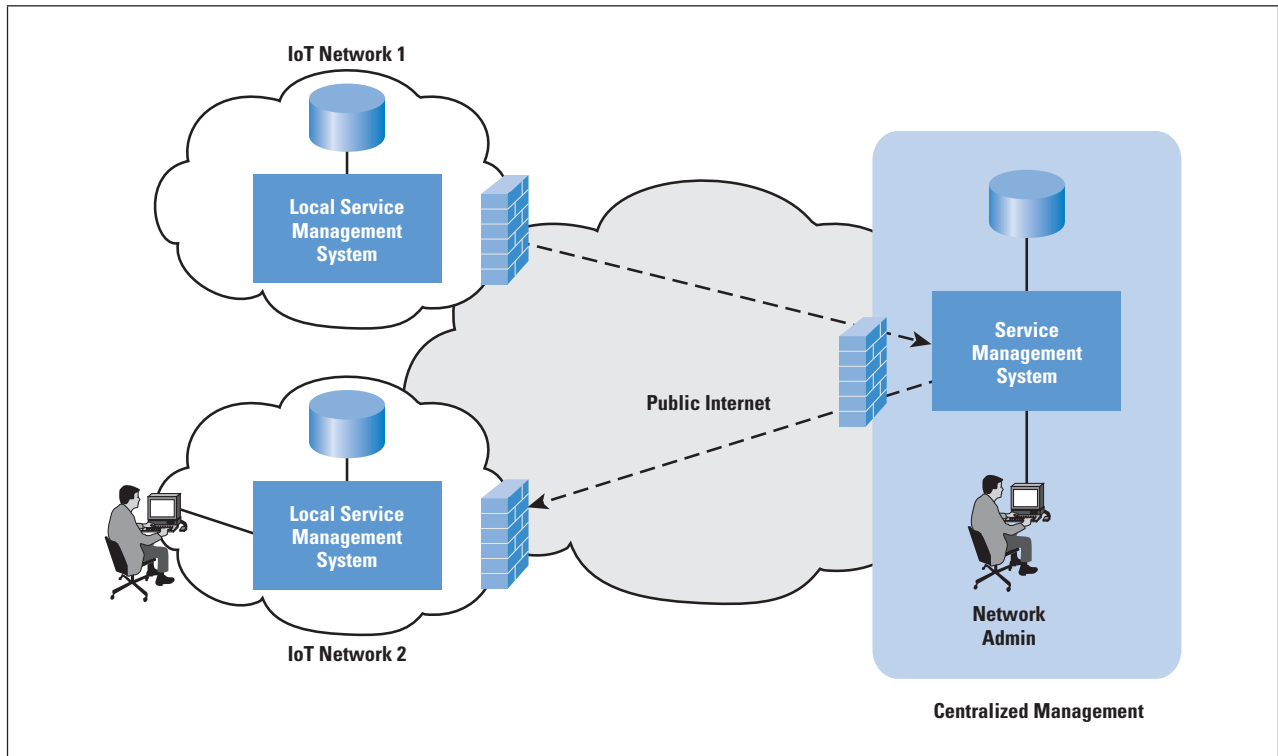 IoT Network 1
Local Service
Management
System
Public Internet
Service
Management
System
Local Service
Management
System
IoT Network 2
Network
Admin
Centralized Management